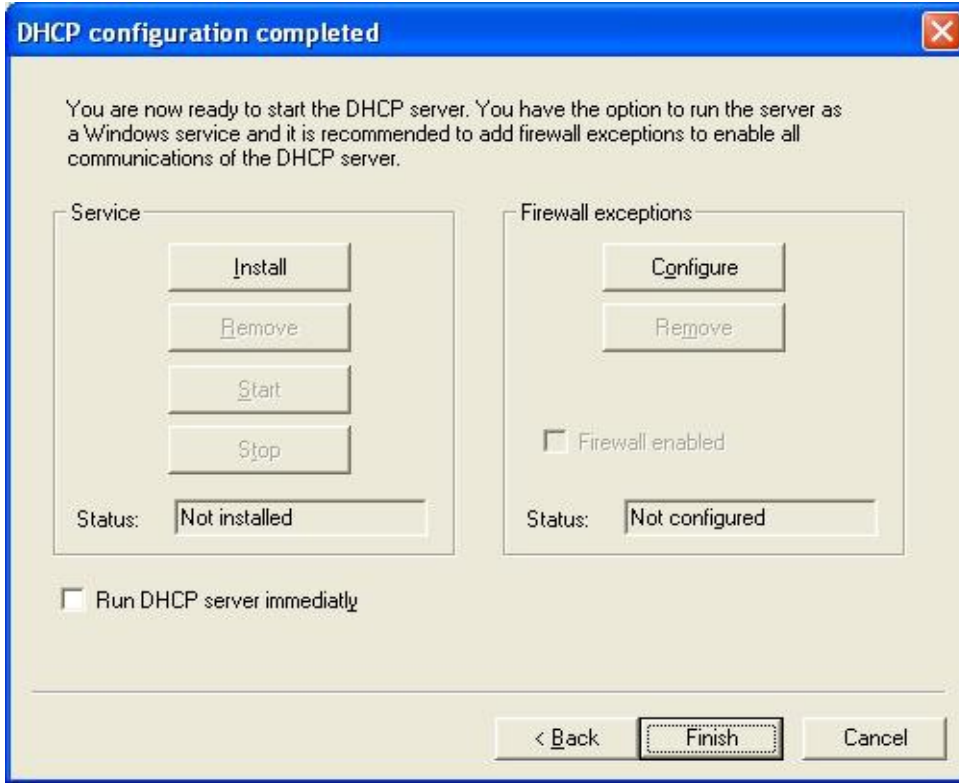 DHCP configuration completed
You are now ready to start the DHCP server. You have the option to run the server as
a Windows service and it is recommended to add firewall exceptions to enable all
communications of the DHCP server.
Service
Install
Remove
Start
Stop
Status: Not installed
Firewall exceptions
Configure
Remove
Firewall enabled
Status: Not configured
Run DHCP server immediatly
< Back
Finish
Cancel